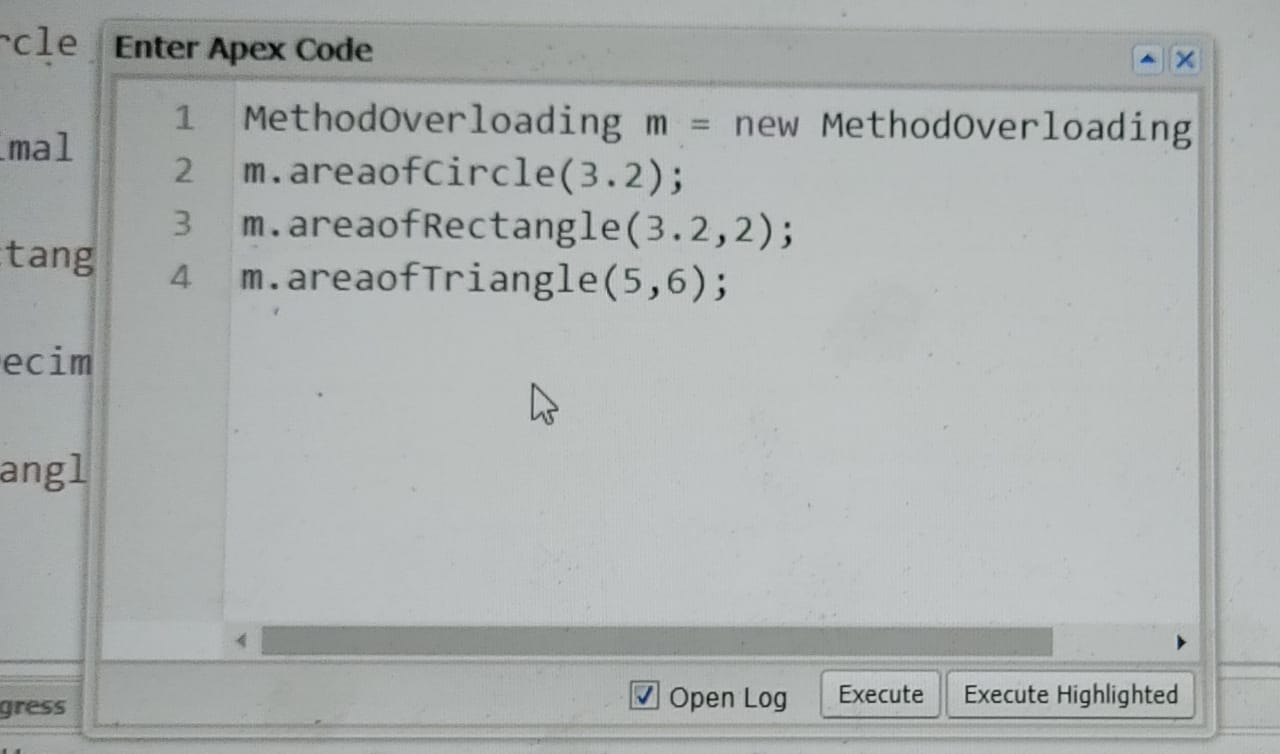 Enter Apex Code
1 MethodOverloading m = new MethodOverloading
2 m.areaofCircle(3.2);
3 m.areaofRectangle(3.2,2);
4 m.areaofTriangle(5,6);
rcle
mal
tang
ecim
angl
gress
Open Log
Execute
Execute Highlighted